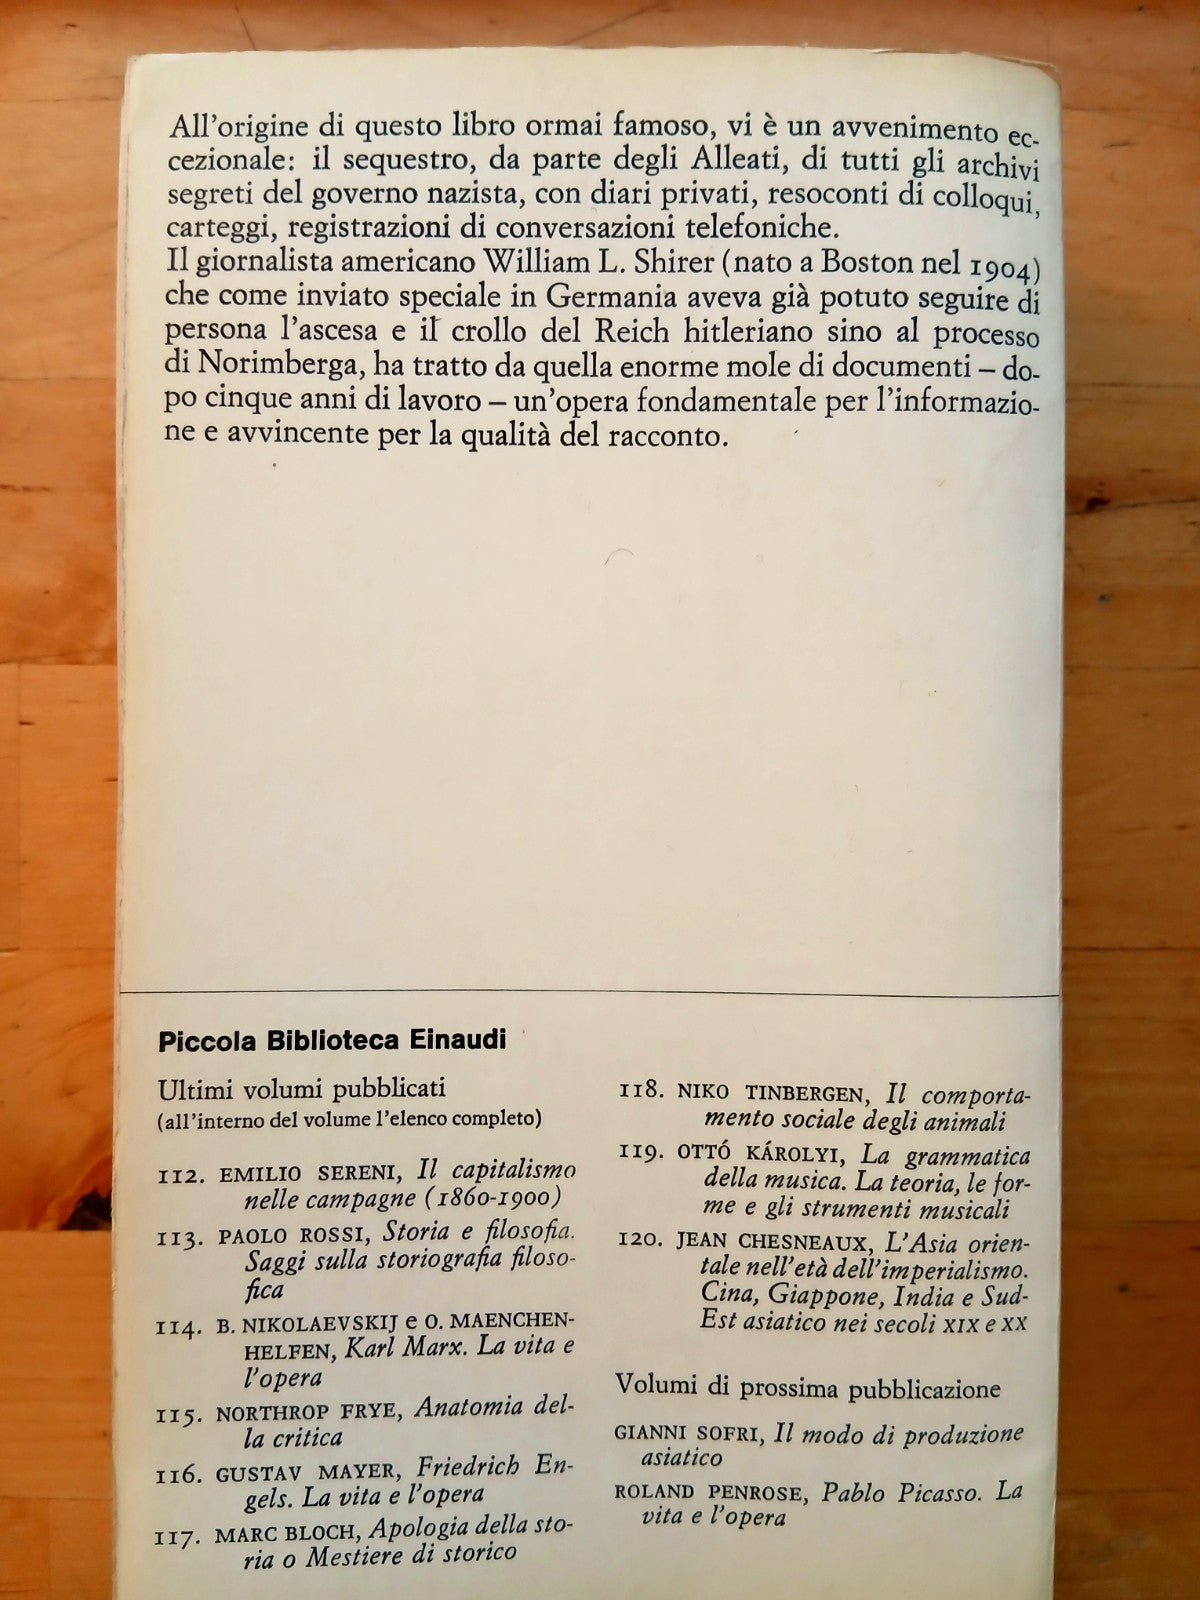 All'origine di questo libro ormai famoso, vi è un avvenimento ec-
cezionale: il sequestro, da parte degli Alleati, di tutti gli archivi
segreti del governo nazista, con diari privati, resoconti di colloqui,
carteggi, registrazioni di conversazioni telefoniche.
Il giornalista americano William L. Shirer (nato a Boston nel 1904)
che come inviato speciale in Germania aveva già potuto seguire di
persona l'ascesa e il crollo del Reich hitleriano sino al processo
di Norimberga, ha tratto da quella enorme mole di documenti – do-
po cinque anni di lavoro – un'opera fondamentale per l'informazio-
ne e avvincente per la qualità del racconto.
Piccola Biblioteca Einaudi
Ultimi volumi pubblicati
(all'interno del volume l'elenco completo)
112. EMILIO SERENI, Il capitalismo
nelle campagne (1860-1900)
113. PAOLO ROSSI, Storia e filosofia.
Saggi sulla storiografia filoso-
fica
114. B. NIKOLAEVSKIJ e O. MAENCHEN-
HELFEN, Karl Marx. La vita e
l'opera
115. NORTHROP FRYE, Anatomia del-
la critica
116. GUSTAV MAYER, Friedrich En-
gels. La vita e l'opera
117. MARC BLOCH, Apologia della sto-
ria o Mestiere di storico
118. NIKO TINBERGEN, Il comporta-
mento sociale degli animali
119. OTTÓ KÁROLYI, La grammatica
della musica. La teoria, le for-
me e gli strumenti musicali
120. JEAN CHESNEAUX, L'Asia orien-
tale nell'età dell'imperialismo.
Cina, Giappone, India e Sud-
Est asiatico nei secoli XIX e XX
Volumi di prossima pubblicazione
GIANNI SOFRI, Il modo di produzione
asiatico
ROLAND PENROSE, Pablo Picasso. La
vita e l'opera